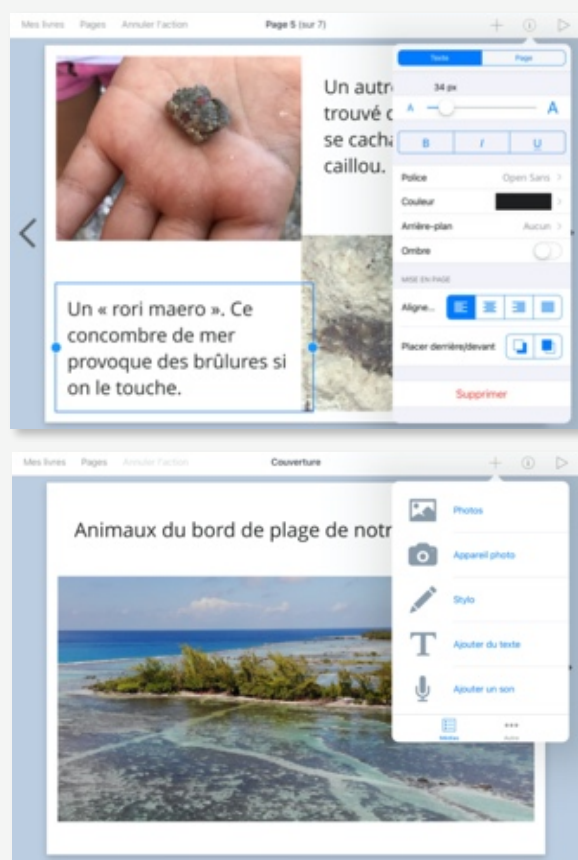 Mes livres Pages Annuler l'action Page 5 (sur 7)
Texte Page
34 px
A A
B I U
Police Open Sans >
Couleur >
Arrière-plan Aucun >
Ombre
MISE EN PAGE
Aligne...
Placer derrière/devant
Supprimer
Un autr
trouvé
se cach
caillou.
Un « rori maero ». Ce
concombre de mer
provoque des brûlures si
on le touche.
Mes livres Pages Annuler l'action Couverture
Photos
Appareil photo
Stylo
T Ajouter du texte
Ajouter un son
Médias Autre
Animaux du bord de plage de notr